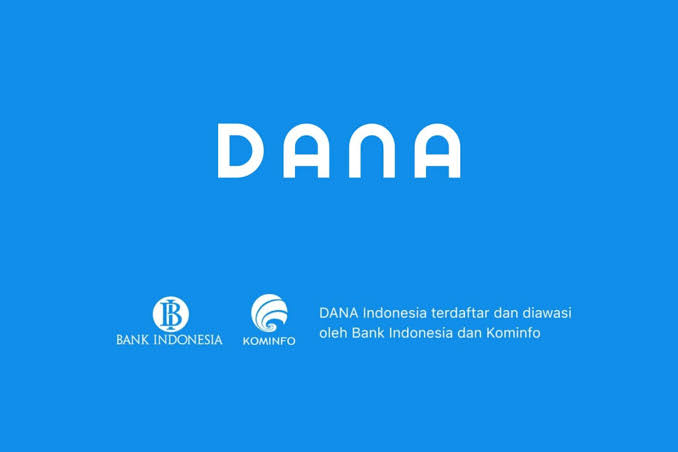 DANA
BANK INDONESIA
KOMINFO
DANA Indonesia terdaftar dan diawasi
oleh Bank Indonesia dan Kominfo